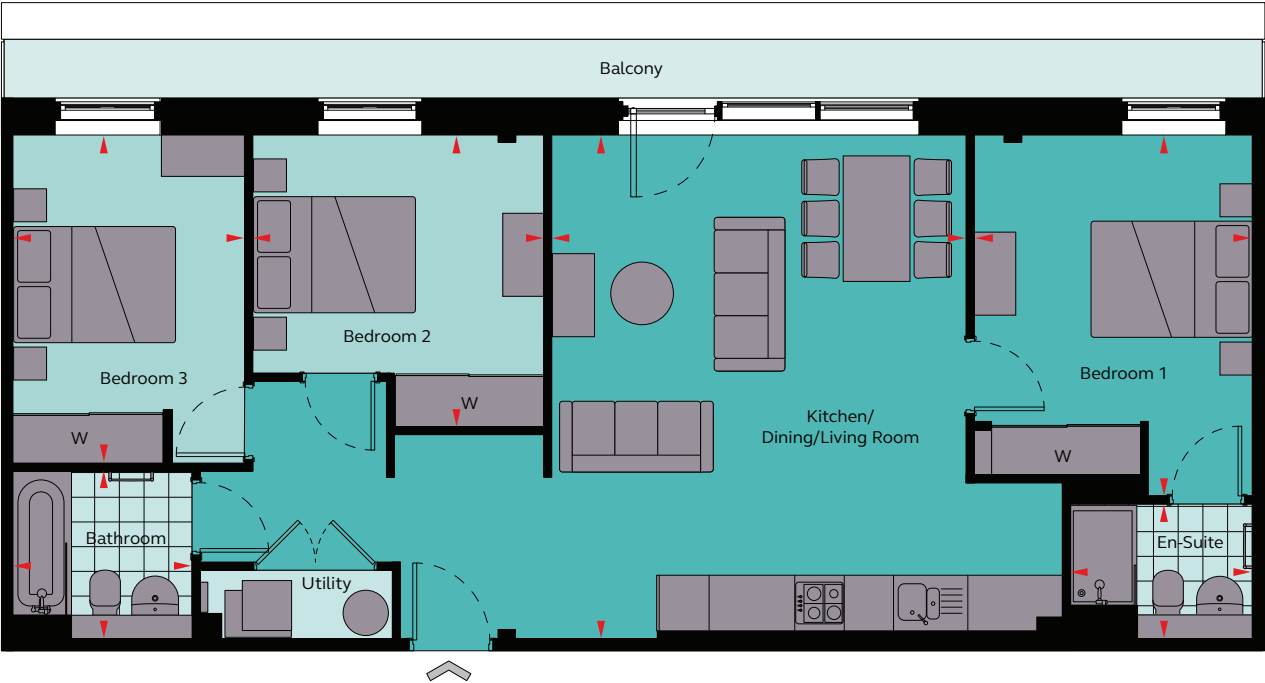 Balcony
Bedroom 2
Bedroom 3
Bedroom 1
W
Kitchen/
Dining/Living Room
W
W
Bathroom
En-Suite
Utility